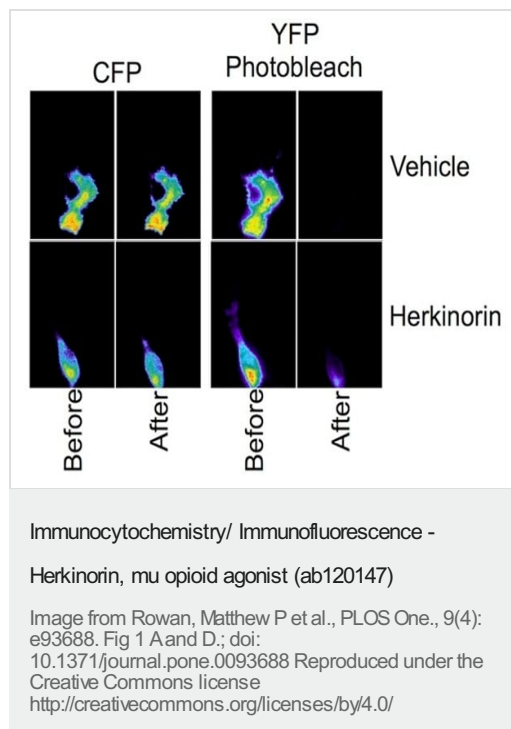 YFP
CFP Photobleach
Vehicle
Herkinorin
Before After Before After
Immunocytochemistry/ Immunofluorescence -
Herkinorin, mu opioid agonist (ab120147)
Image from Rowan, Matthew P et al., PLOS One., 9(4):
e93688. Fig 1 A and D.; doi:
10.1371/journal.pone.0093688 Reproduced under the
Creative Commons license
http://creativecommons.org/licenses/by/4.0/